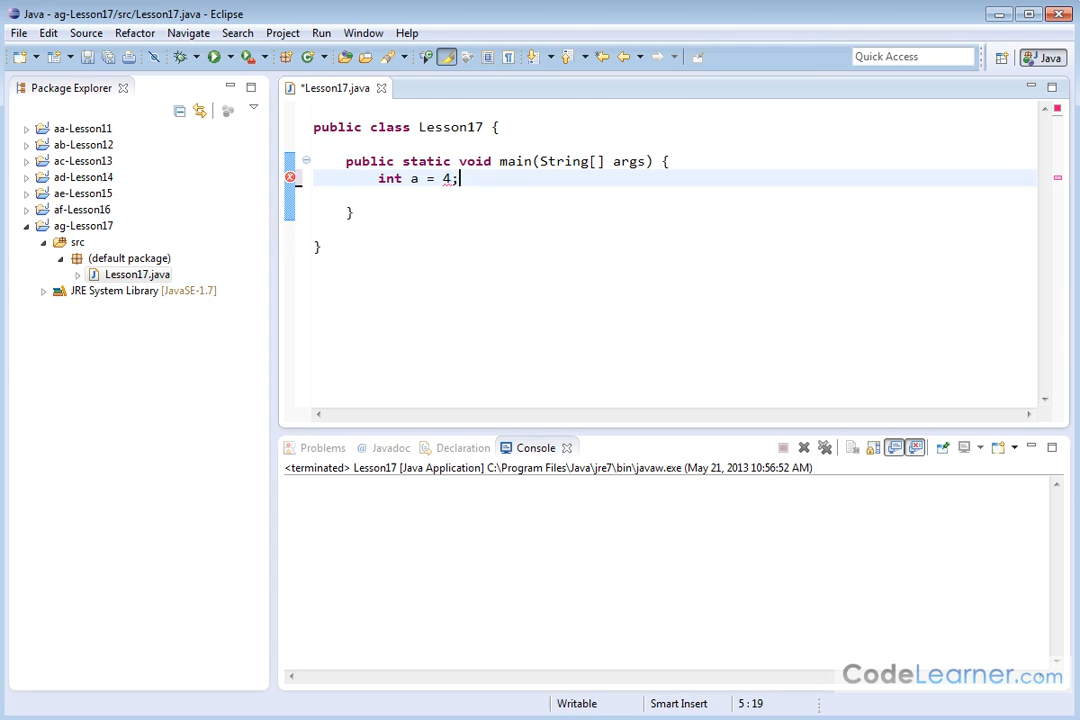 Java - ag-Lesson17/src/Lesson17.java - Eclipse
File Edit Source Refactor Navigate Search Project Run Window Help
Quick Access Java
Package Explorer
*Lesson17.java
aa-Lesson11
ab-Lesson12
ac-Lesson13
ad-Lesson14
ae-Lesson15
af-Lesson16
ag-Lesson17
src
(default package)
Lesson17.java
JRE System Library [JavaSE-1.7]
public class Lesson17 {
public static void main(String[] args) {
int a = 4;
}
}
Problems @ Javadoc Declaration Console
<terminated> Lesson17 [Java Application] C:\Program Files\Java\jre7\bin\javaw.exe (May 21, 2013 10:56:52 AM)
CodeLearner.com
Writable Smart Insert 5 : 19